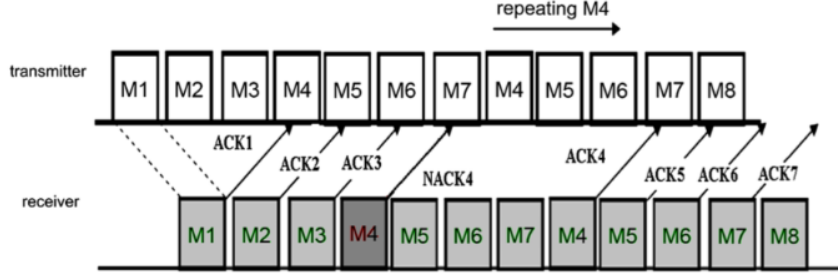 repeating M4
transmitter M1 M2 M3 M4 M5 M6 M7 M4 M5 M6 M7 M8
ACK1 ACK2 ACK3 NACK4 ACK4 ACK5 ACK6 ACK7
receiver M1 M2 M3 M4 M5 M6 M7 M4 M5 M6 M7 M8